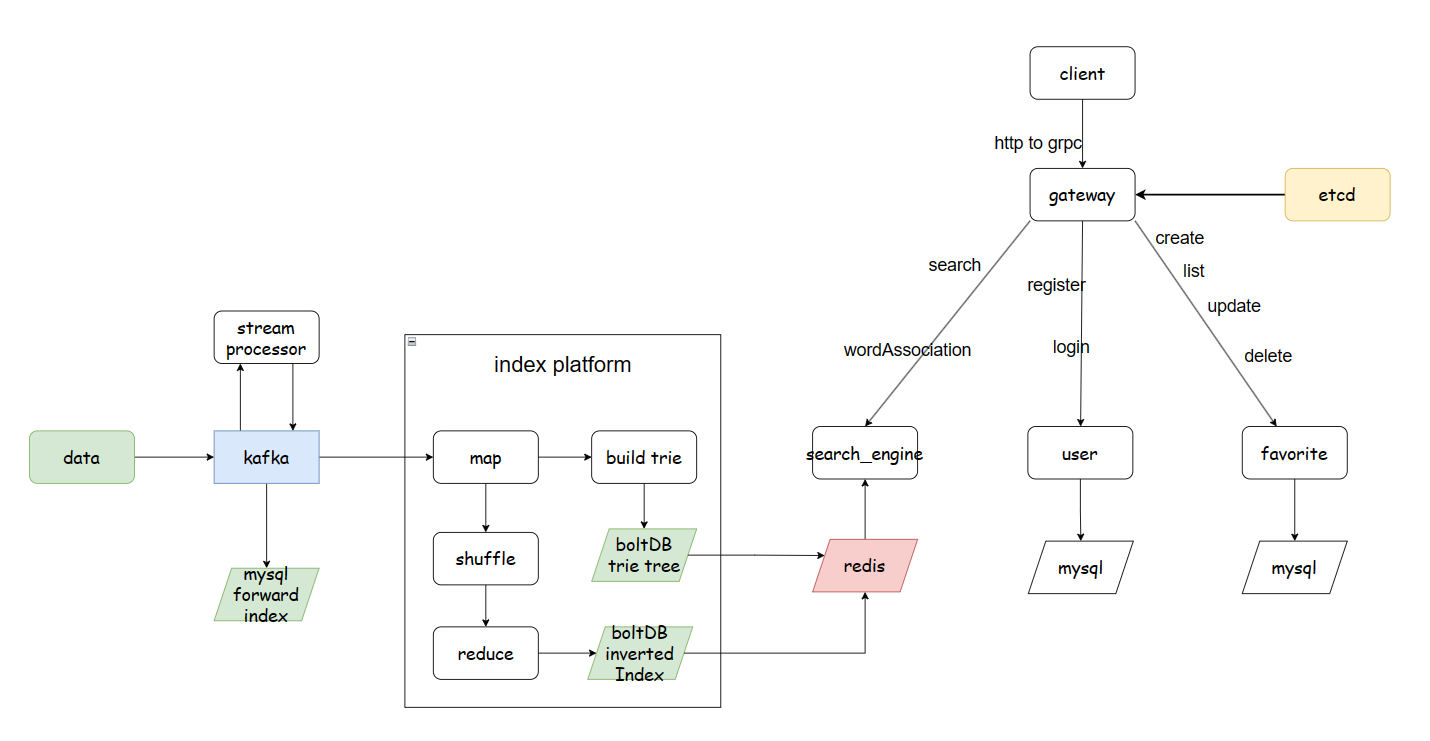 client
http to grpc
gateway
etcd
search
wordAssociation
register
login
create
list
update
delete
stream
processor
data
kafka
mysql
forward
index
index platform
map
build trie
shuffle
boltDB
trie tree
reduce
boltDB
inverted
Index
search_engine
redis
user
mysql
favorite
mysql